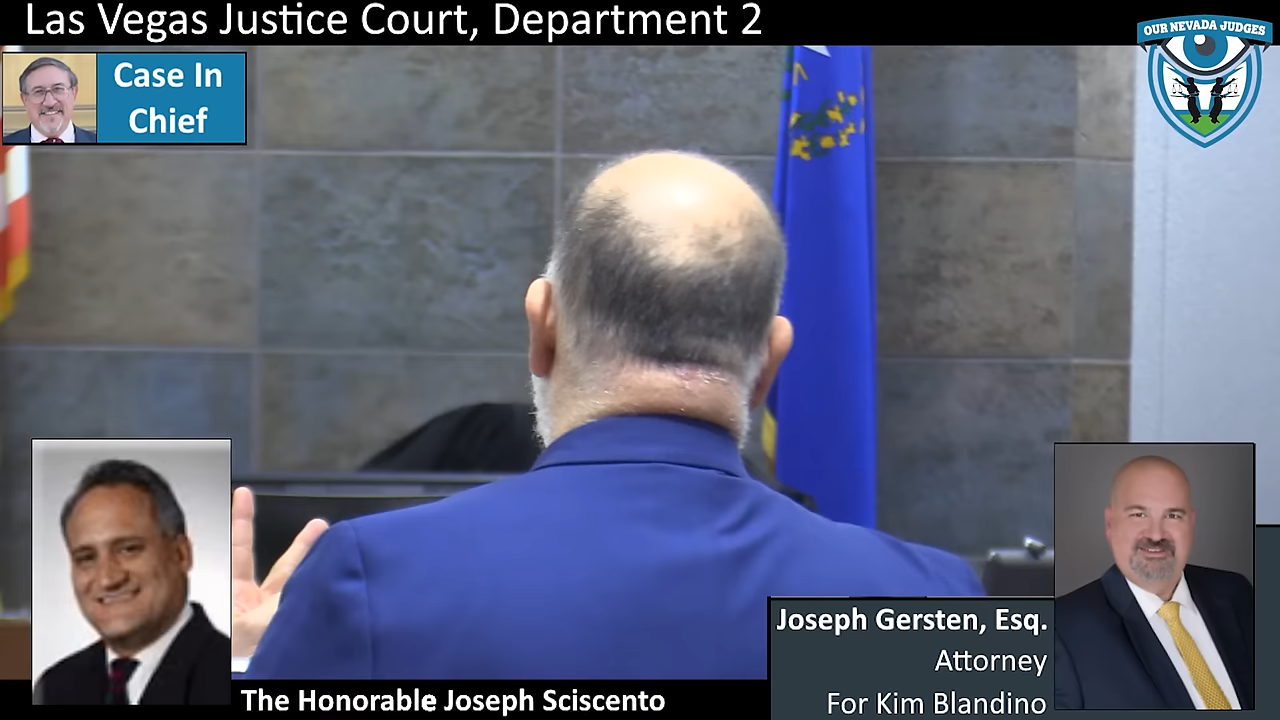 Las Vegas Justice Court, Department 2
OUR NEVADA JUDGES
Case In
Chief
Joseph Gersten, Esq.
Attorney
For Kim Blandino
The Honorable Joseph Sciscento